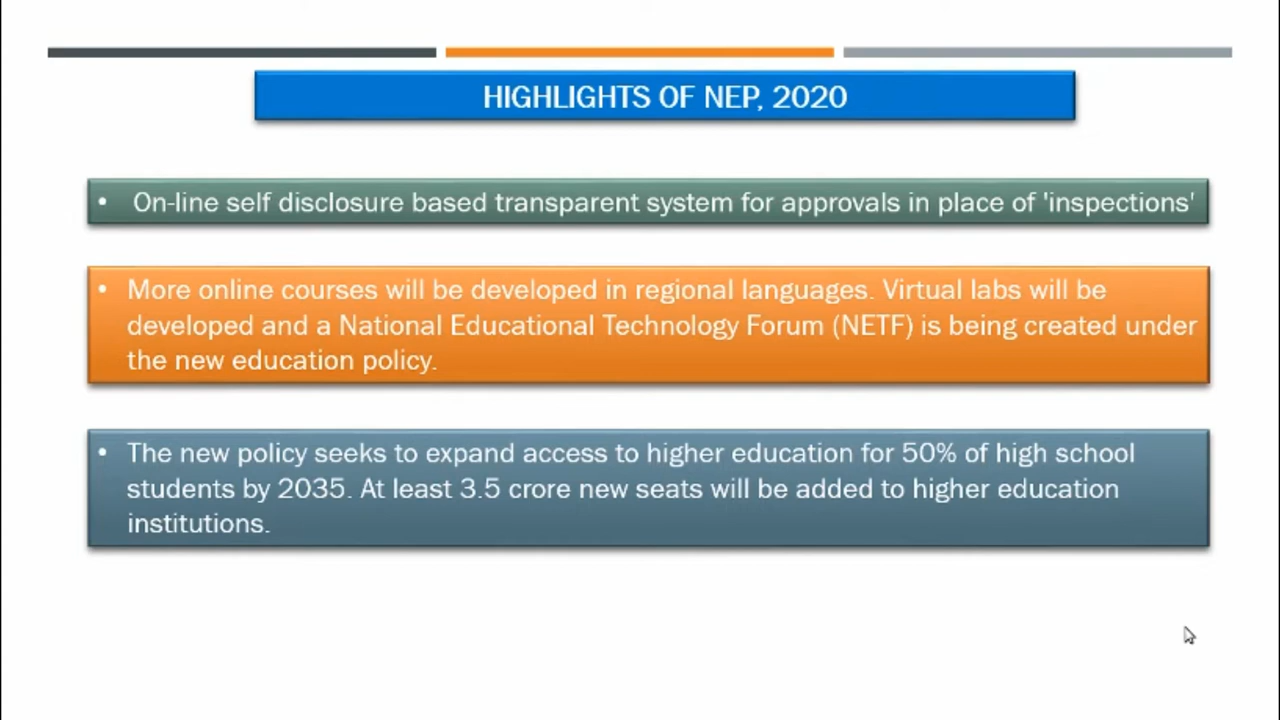 HIGHLIGHTS OF NEP, 2020
• On-line self disclosure based transparent system for approvals in place of 'inspections'
• More online courses will be developed in regional languages. Virtual labs will be
developed and a National Educational Technology Forum (NETF) is being created under
the new education policy.
• The new policy seeks to expand access to higher education for 50% of high school
students by 2035. At least 3.5 crore new seats will be added to higher education
institutions.